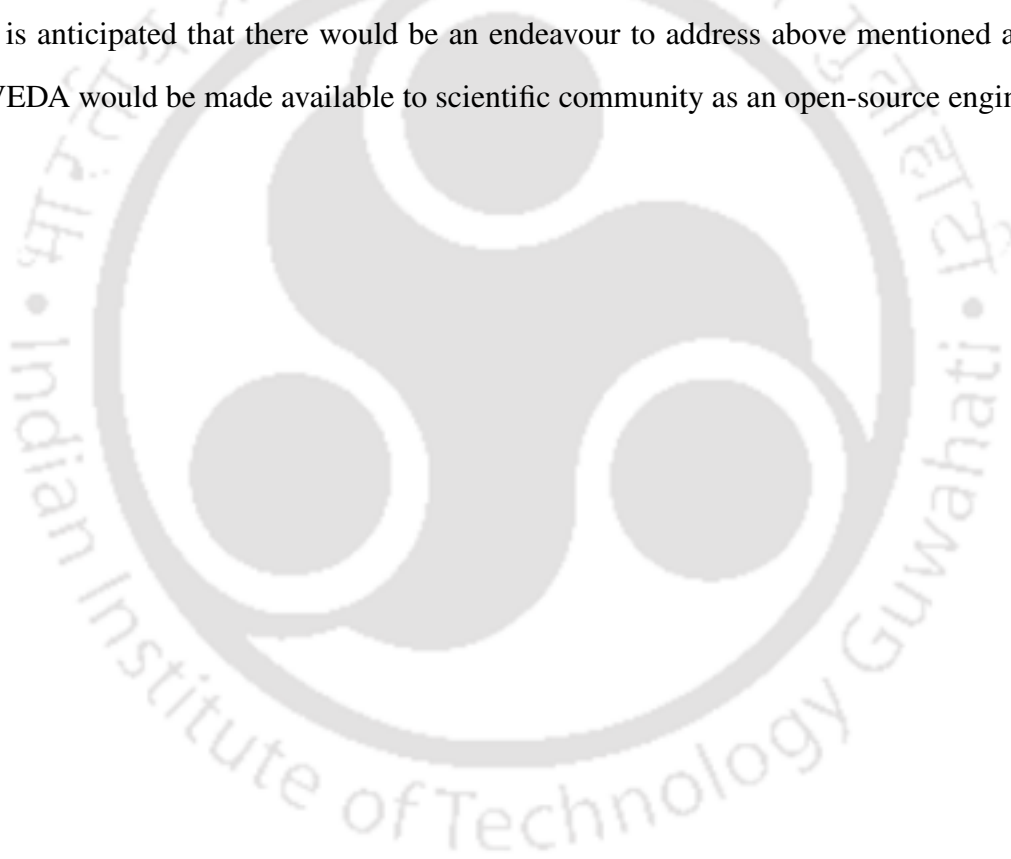 is anticipated that there would be an endeavour to address above mentioned a
VEDA would be made available to scientific community as an open-source engin
• Indian Institute of Technology Guwahati •